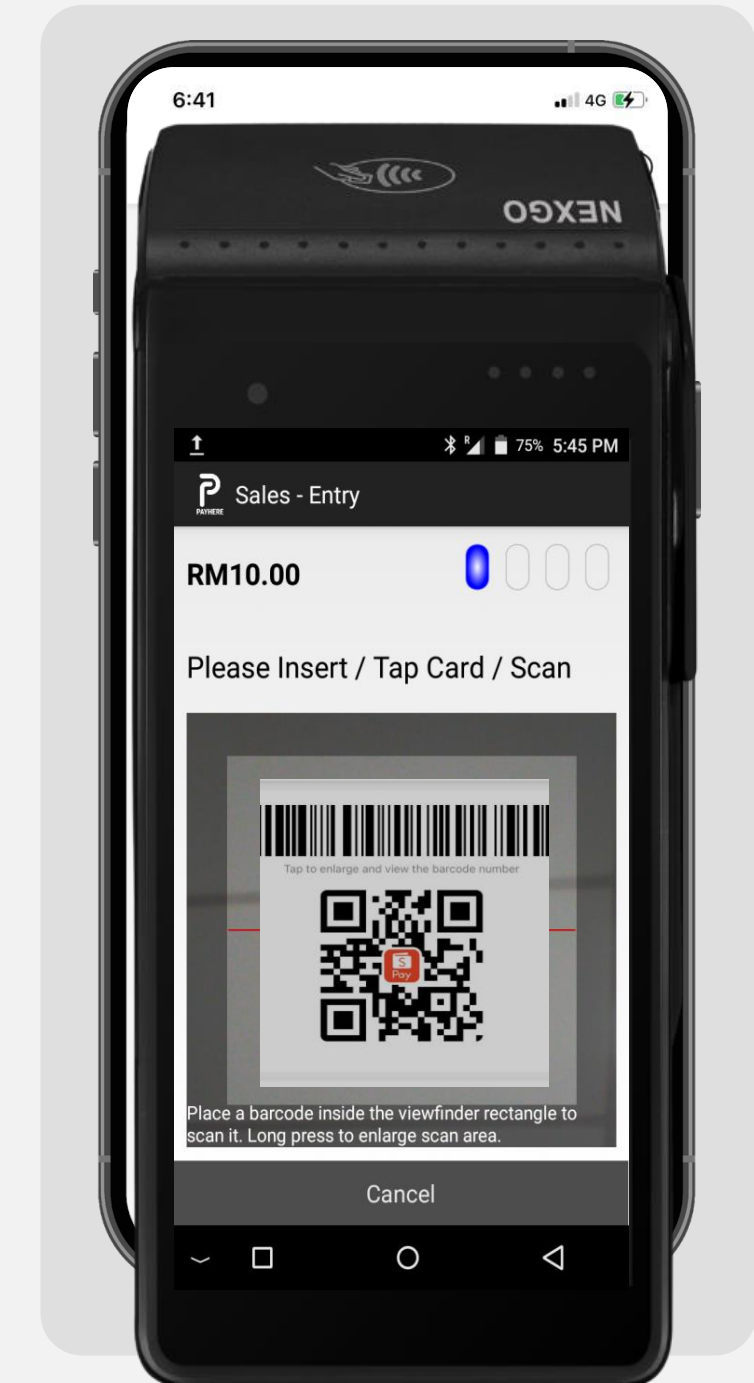 6:41
4G
NEXGO
75% 5:45 PM
PAYHERE
Sales - Entry
RM10.00
Please Insert / Tap Card / Scan
Tap to enlarge and view the barcode number
S
Pay
Place a barcode inside the viewfinder rectangle to
scan it. Long press to enlarge scan area.
Cancel